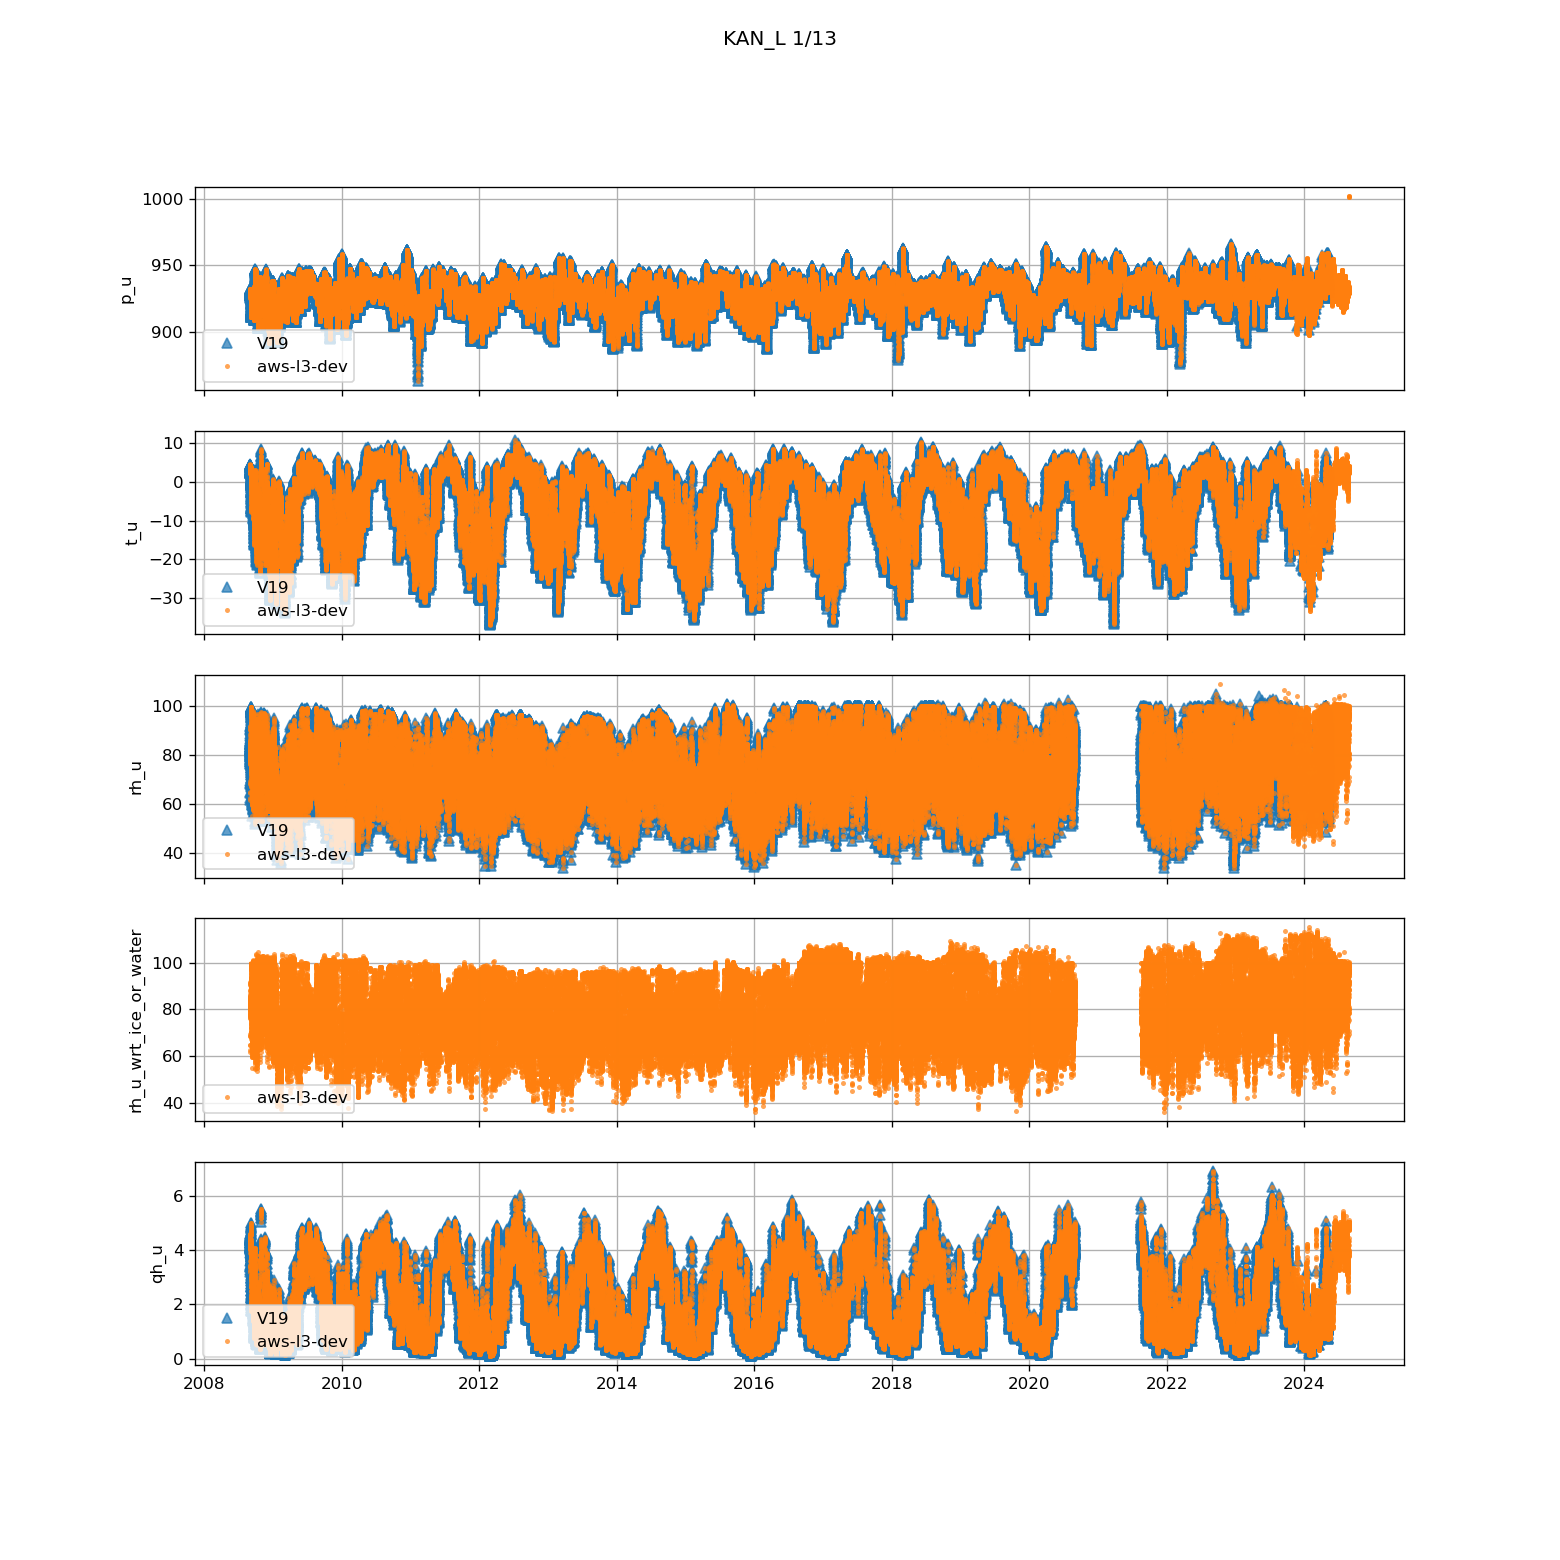 KAN_L 1/13
p_u
1000
950
900
V19
aws-l3-dev
t_u
10
0
−10
−20
−30
V19
aws-l3-dev
rh_u
100
80
60
40
V19
aws-l3-dev
rh_u_wrt_ice_or_water
100
80
60
40
aws-l3-dev
qh_u
6
4
2
0
V19
aws-l3-dev
2008 2010 2012 2014 2016 2018 2020 2022 2024